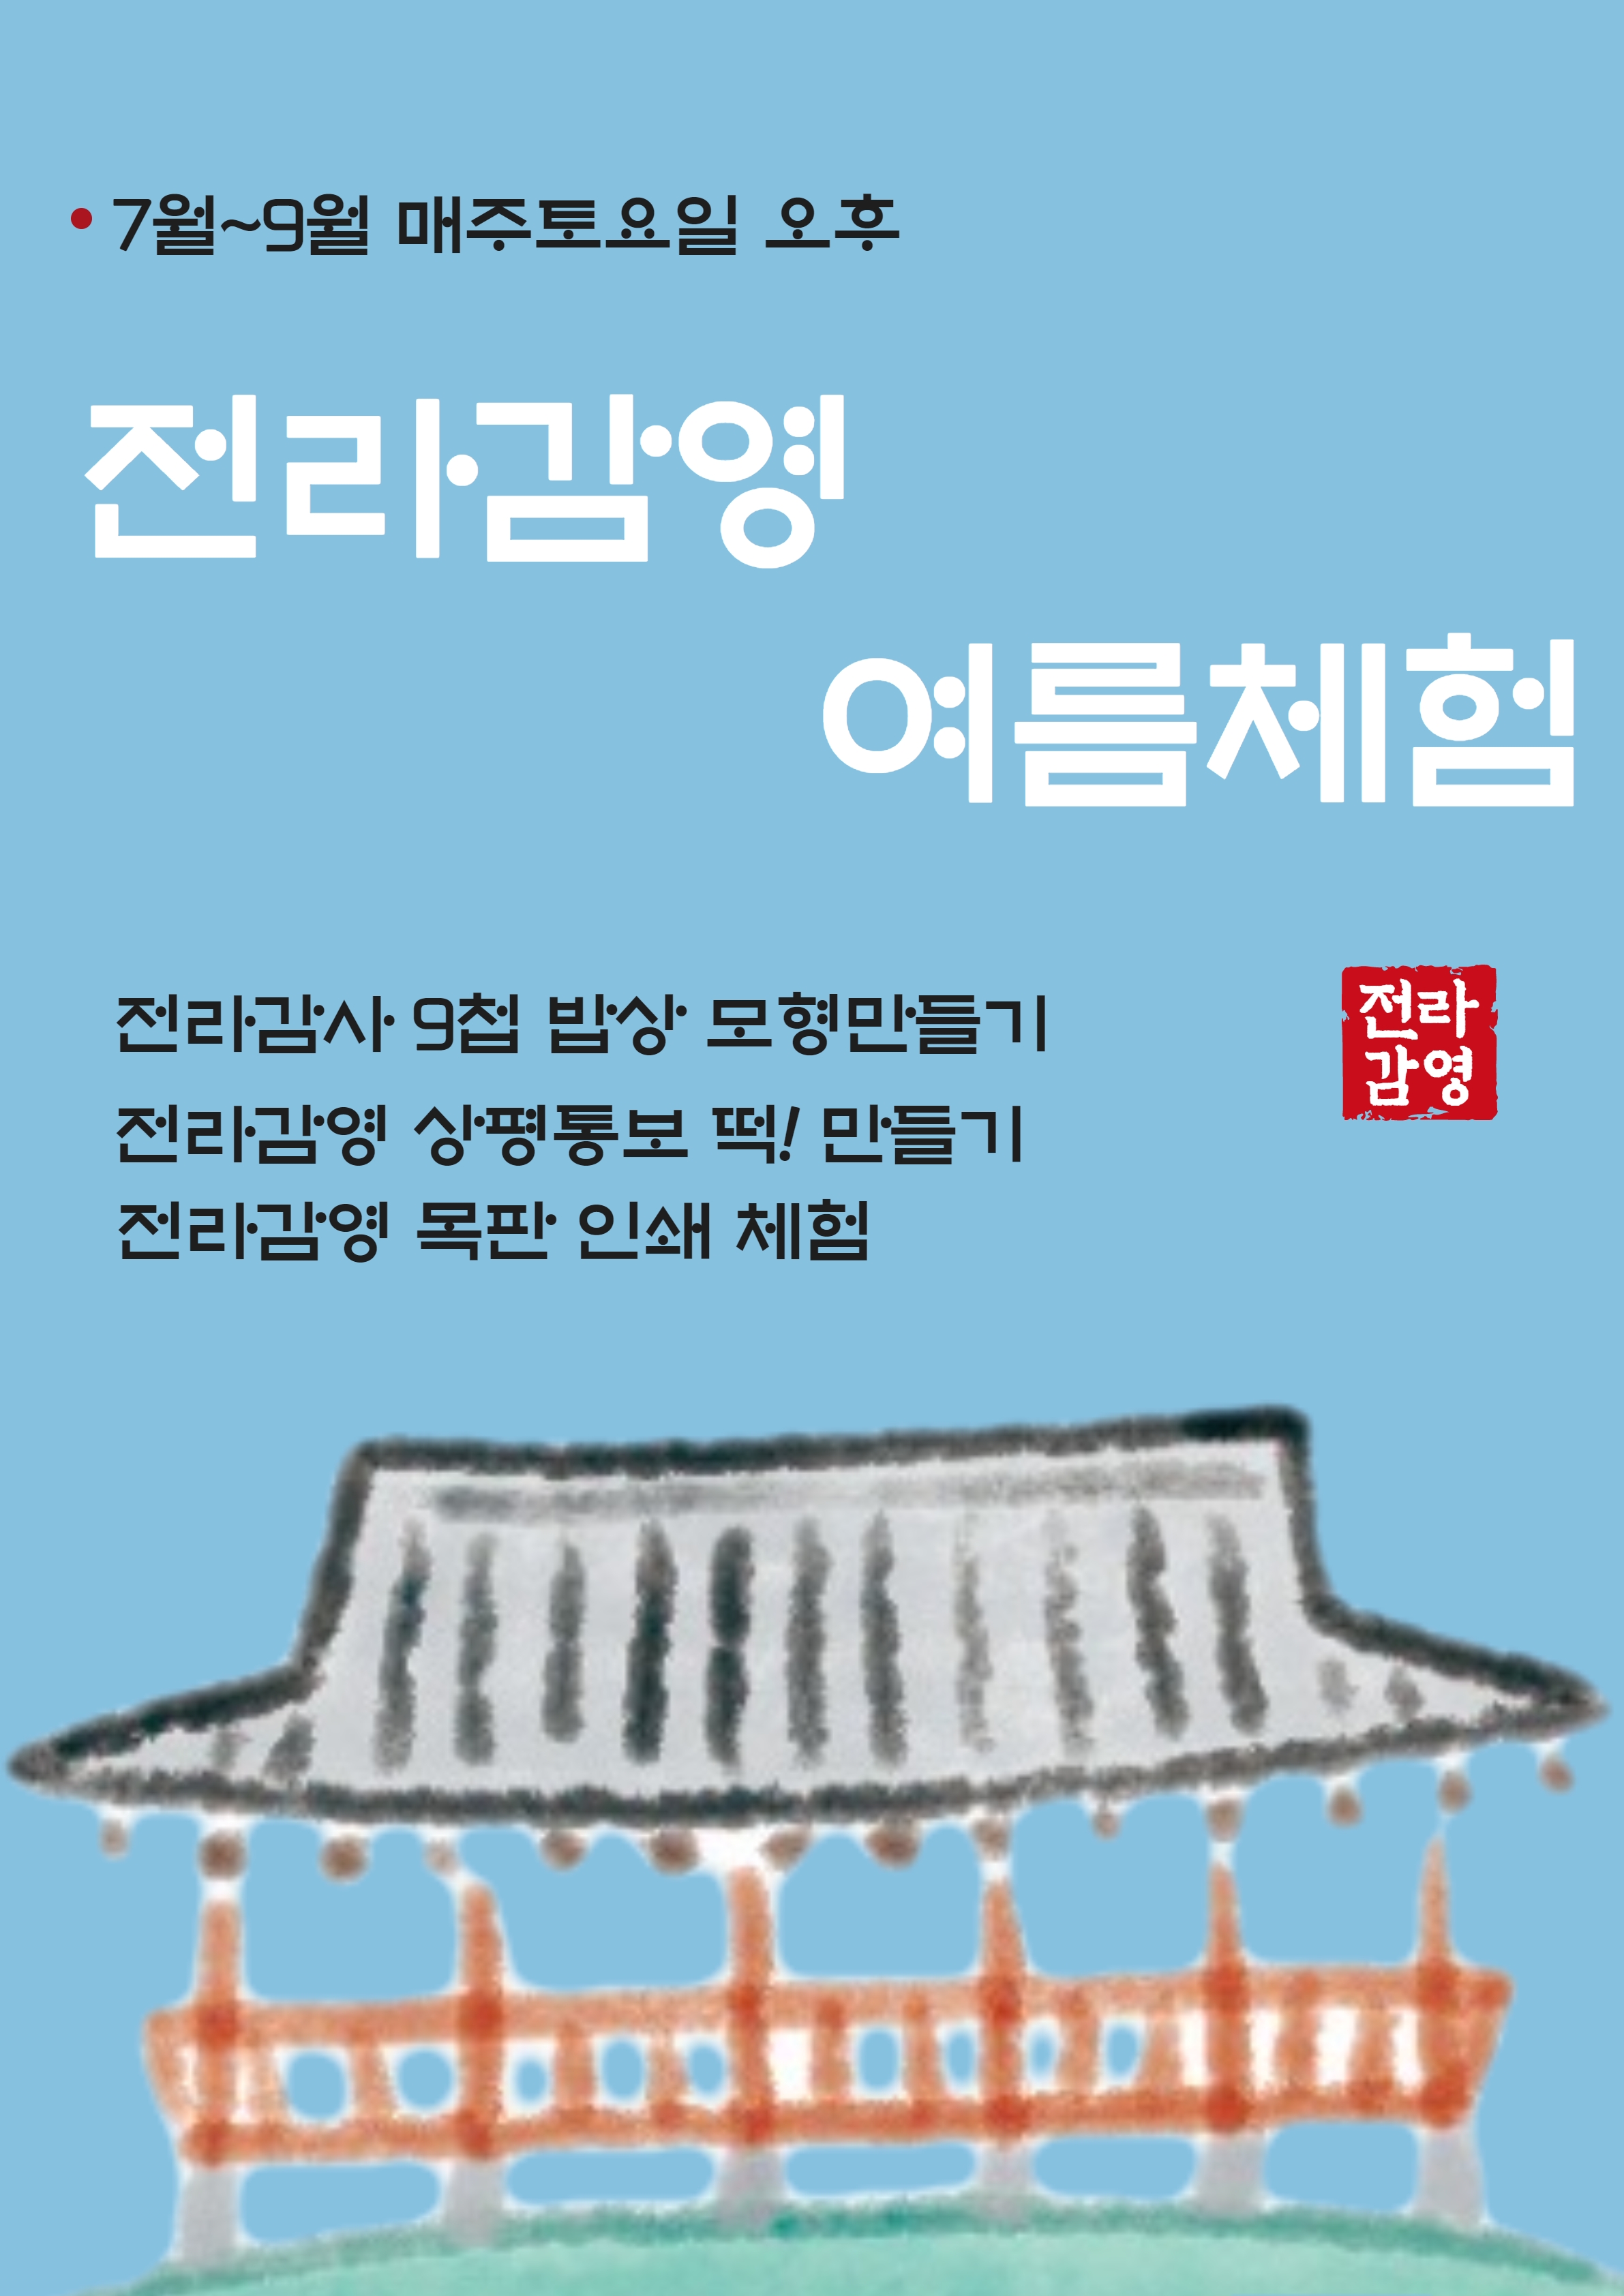 7월~9월 매주토요일 오후
전라감영
여름체험
전라감사 9첩 밥상 모형만들기
전라감영 상평통보 떡! 만들기
전라감영 목판 인쇄 체험
전라
감영